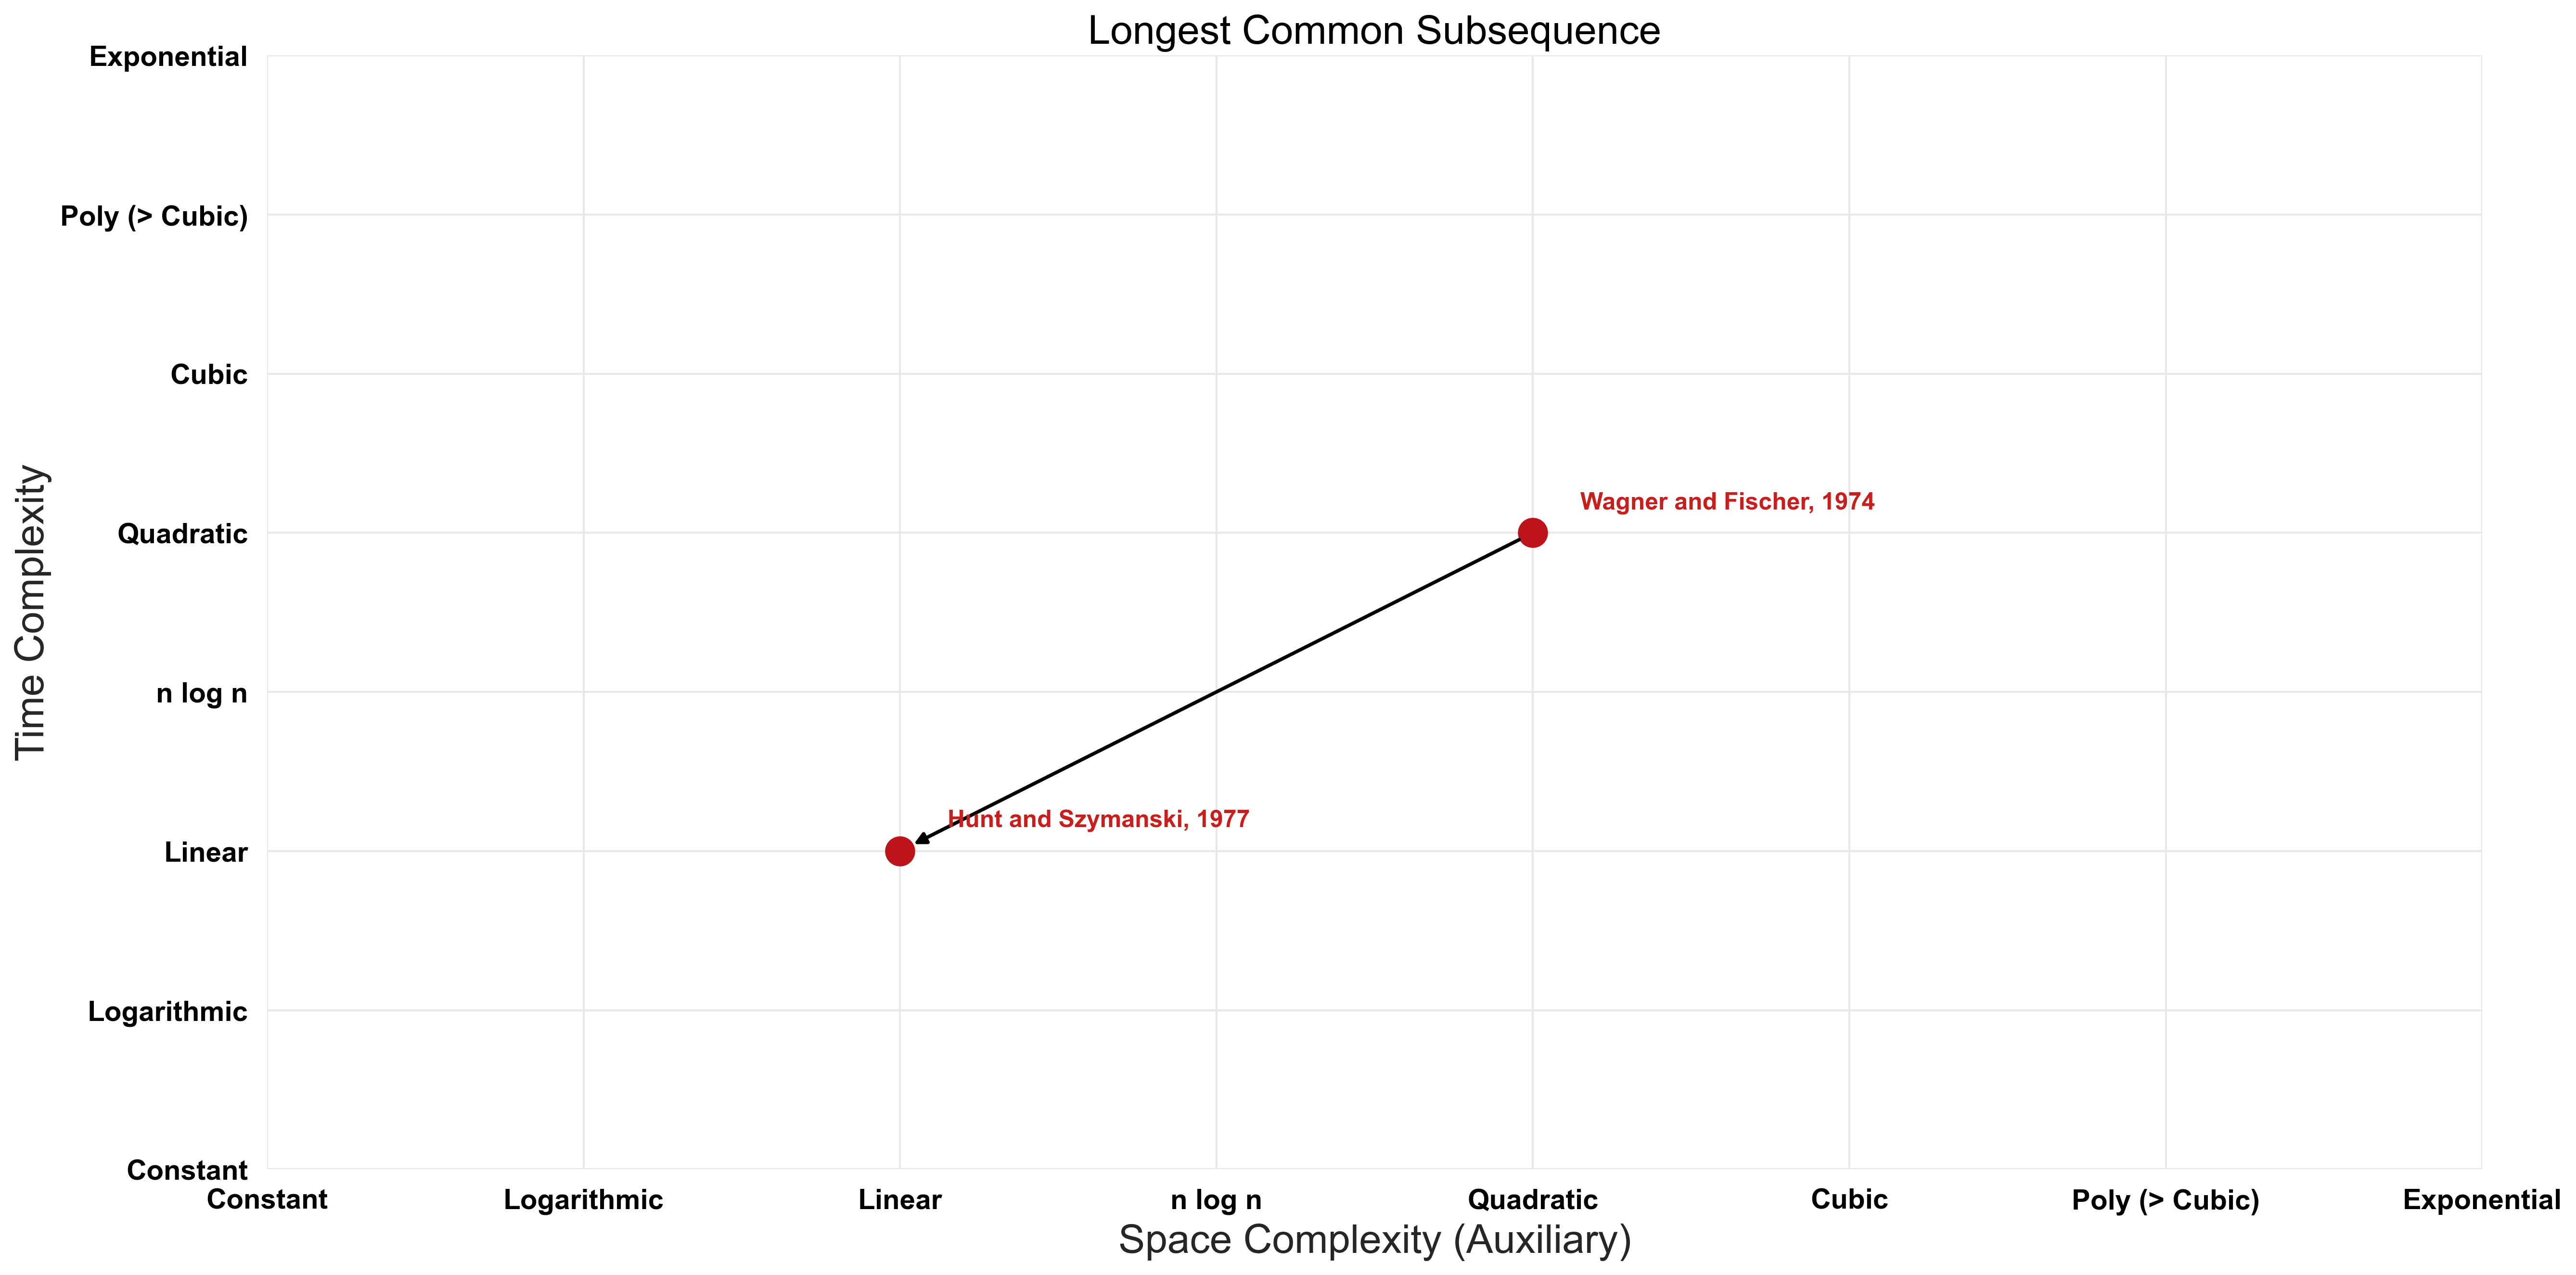 Longest Common Subsequence
Exponential
Poly (> Cubic)
Cubic
Quadratic
n log n
Linear
Logarithmic
Constant
Time Complexity
Wagner and Fischer, 1974
Hunt and Szymanski, 1977
Constant
Logarithmic
Linear
n log n
Quadratic
Cubic
Poly (> Cubic)
Exponential
Space Complexity (Auxiliary)